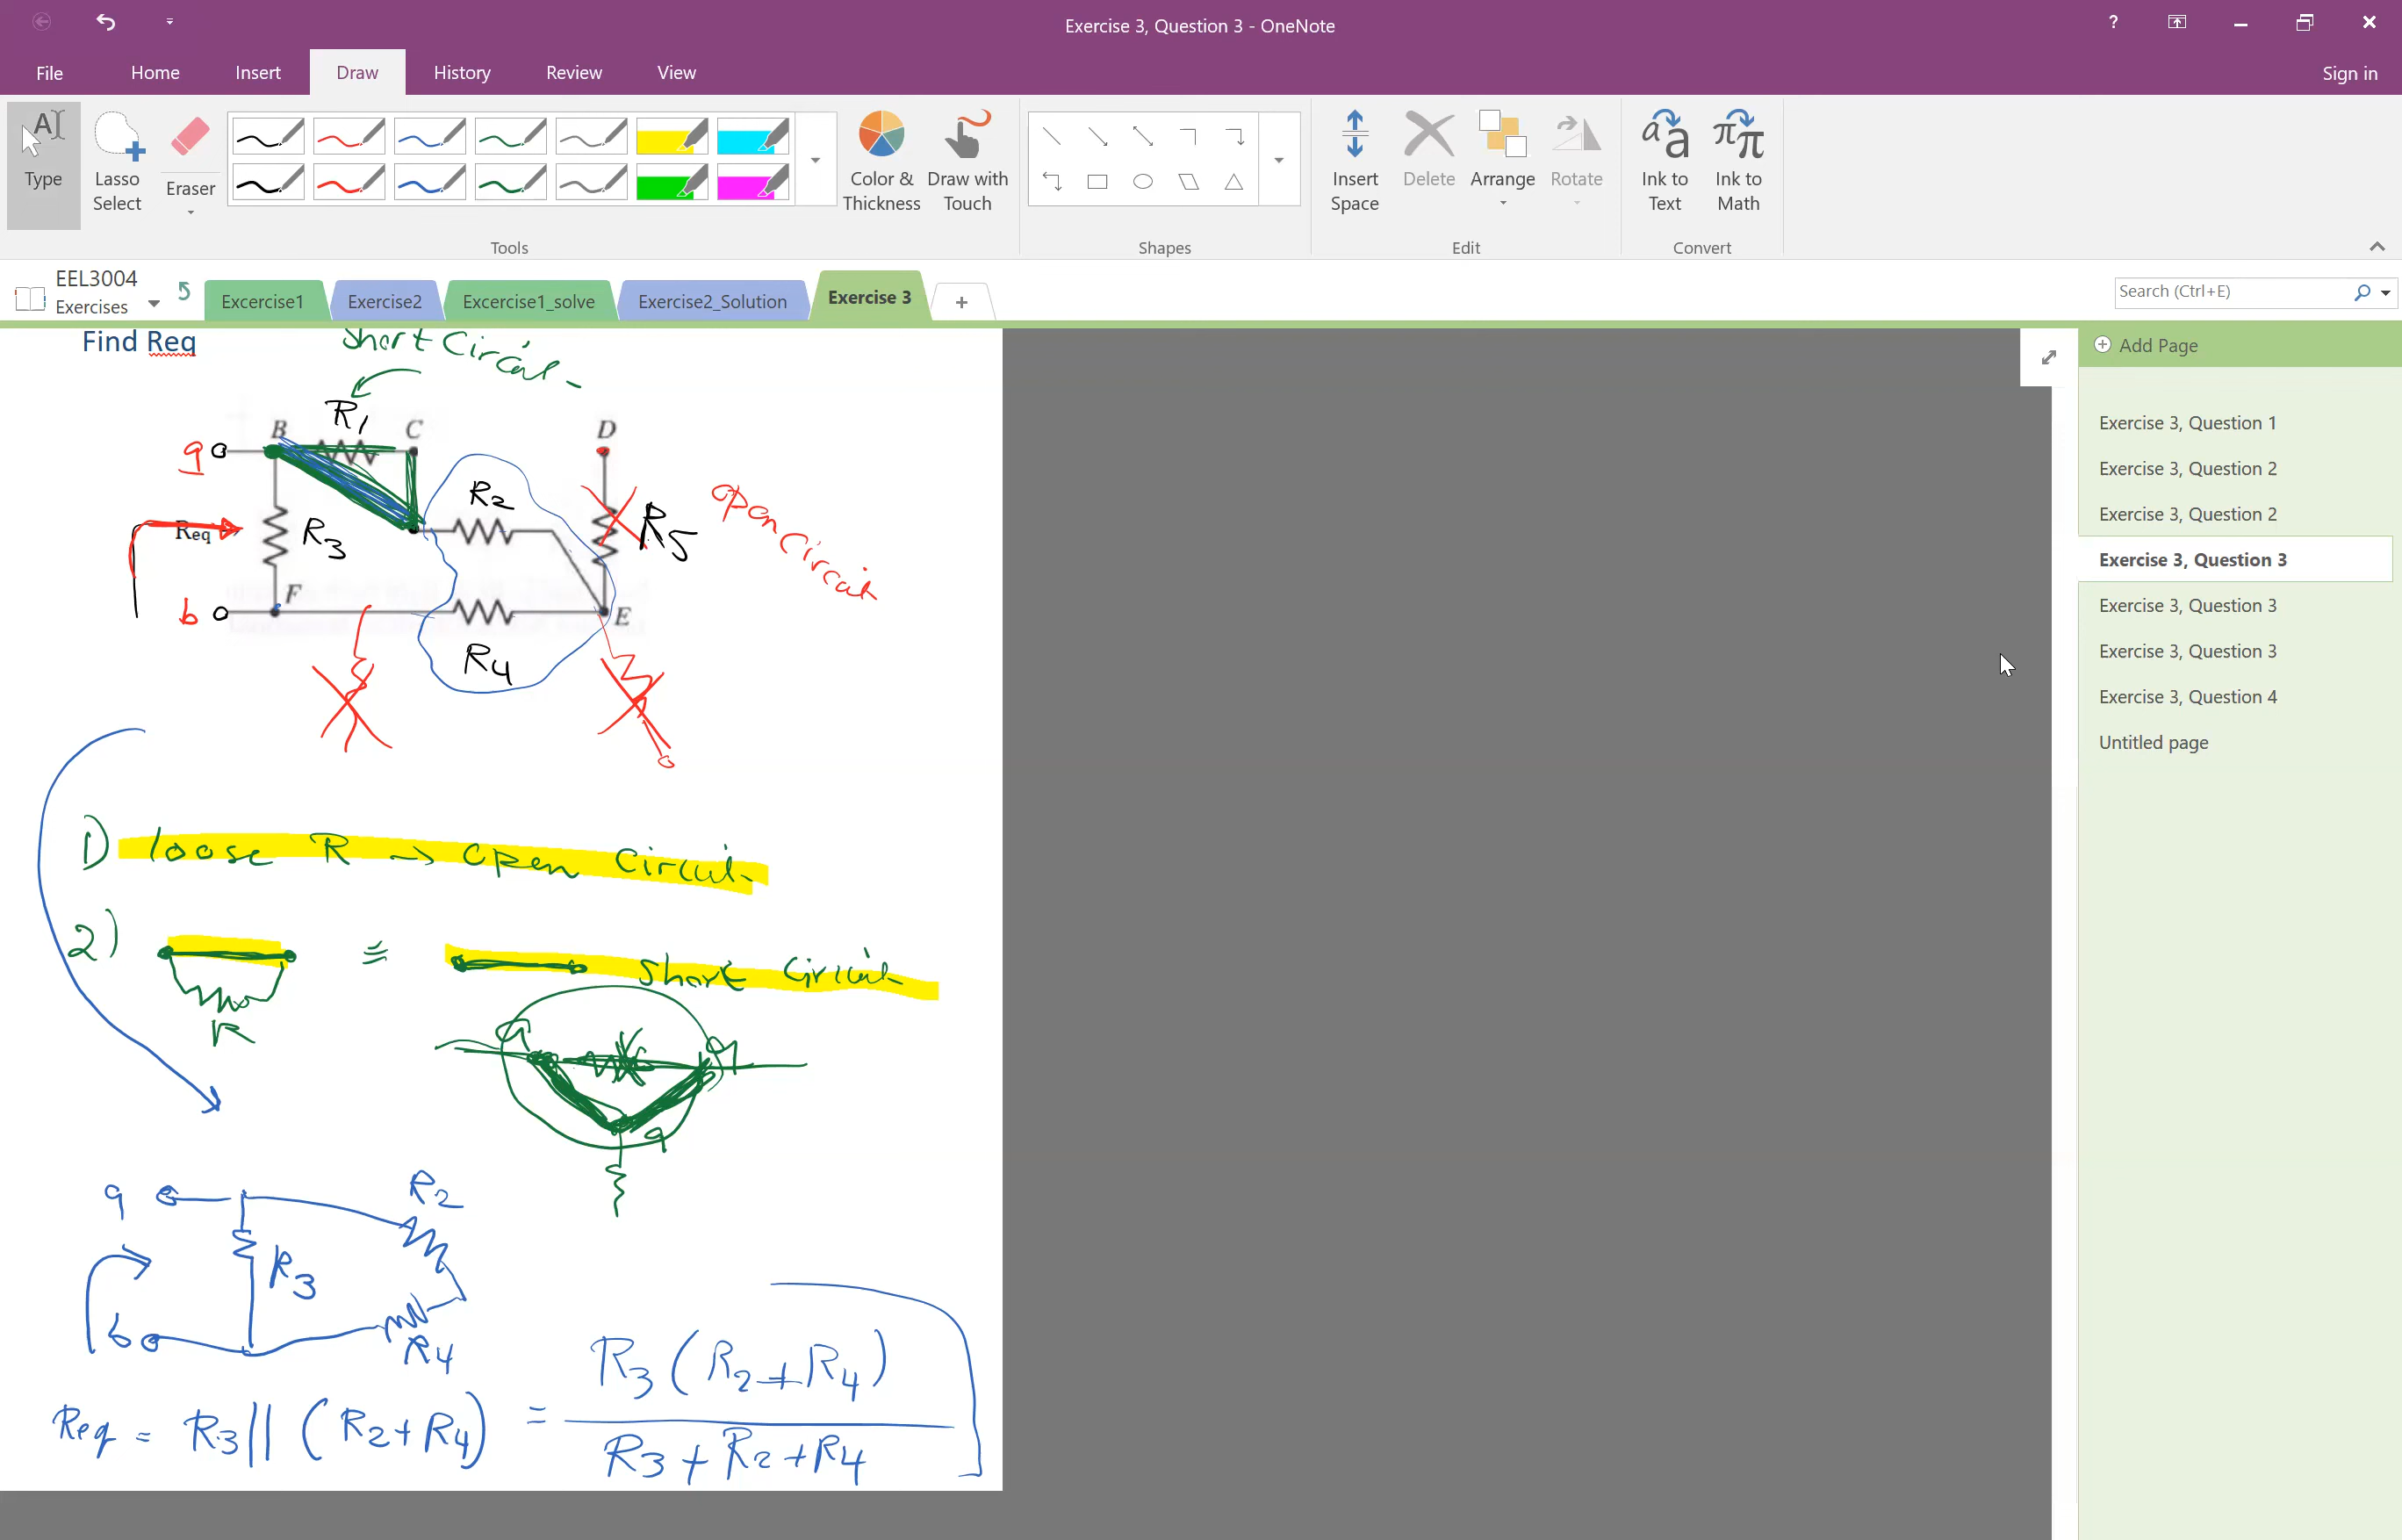 Exercise 3, Question 3 - OneNote
?
File Home Insert Draw History Review View
Sign in
Type
Lasso Select
Eraser
Color & Thickness
Draw with Touch
Insert Space
Delete
Arrange
Rotate
Ink to Text
Ink to Math
Tools
Shapes
Edit
Convert
EEL3004
Exercises
Excercise1
Exercise2
Excercise1_solve
Exercise2_Solution
Exercise 3
+
Search (Ctrl+E)
Find Req
Short Circuit
R1
B
C
D
a
R2
R5
open circuit
Req
R3
F
b
E
R4
1) loose R -> open circuit
2)
≡
short circuit
R
a
a
a
a
R2
R3
b
R4
Req = R3 || (R2 + R4) = R3 (R2 + R4) / R3 + R2 + R4
Add Page
Exercise 3, Question 1
Exercise 3, Question 2
Exercise 3, Question 2
Exercise 3, Question 3
Exercise 3, Question 3
Exercise 3, Question 3
Exercise 3, Question 4
Untitled page